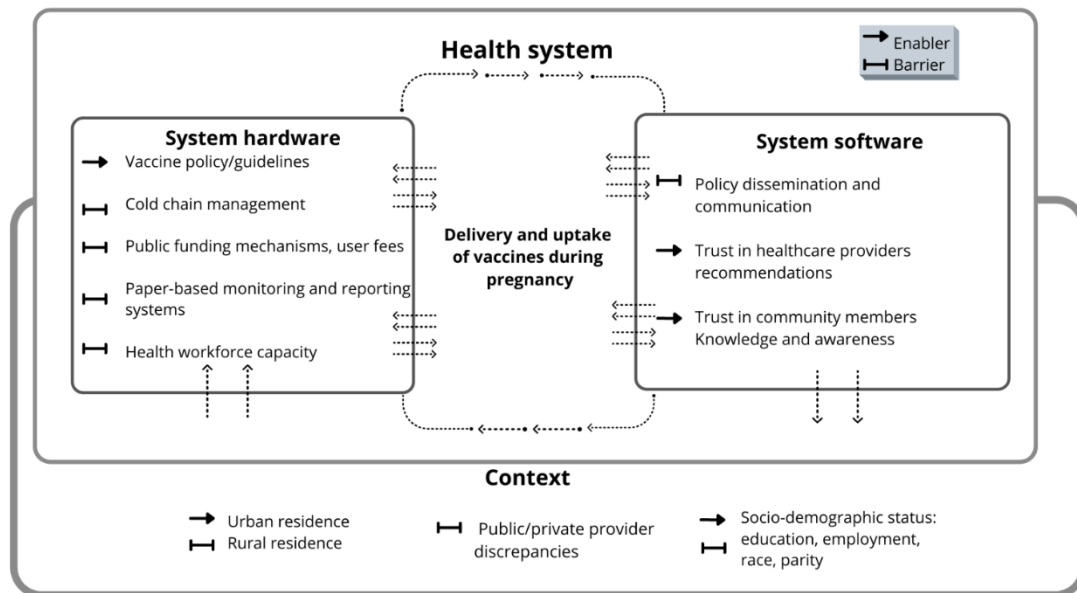 Health system
Enabler
Barrier
System hardware
Vaccine policy/guidelines
Cold chain management
Public funding mechanisms, user fees
Paper-based monitoring and reporting
systems
Health workforce capacity
Delivery and uptake
of vaccines during
pregnancy
System software
Policy dissemination and
communication
Trust in healthcare providers
recommendations
Trust in community members
Knowledge and awareness
Context
Urban residence
Rural residence
Public/private provider
discrepancies
Socio-demographic status:
education, employment,
race, parity